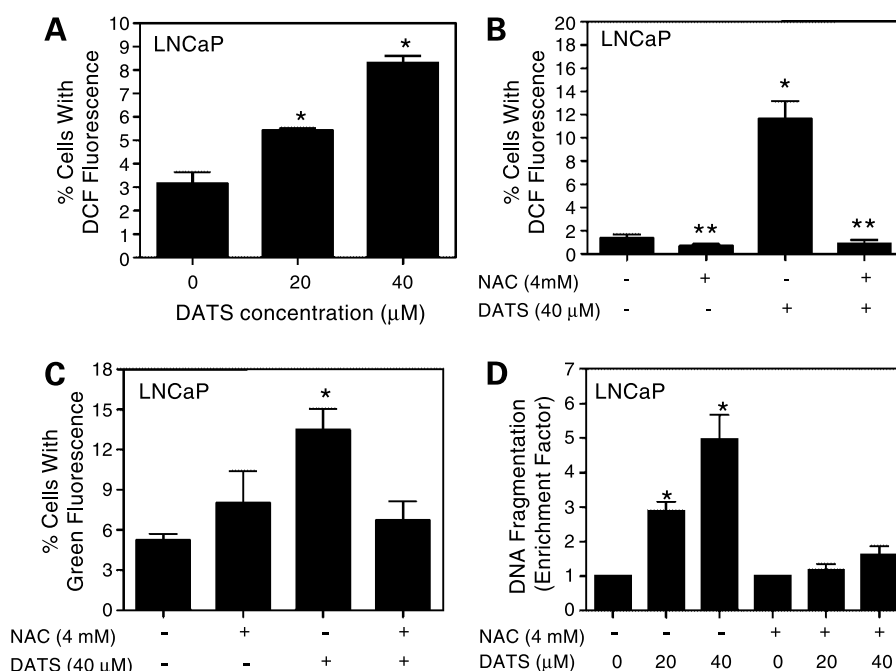 A
LNCaP
% Cells With
DCF Fluorescence
10
9
8
7
6
5
4
3
2
1
0
*
*
0 20 40
DATS concentration (μM)
B
LNCaP
% Cells With
DCF Fluorescence
20
18
16
14
12
10
8
6
4
2
0
**
*
**
NAC (4mM) - + - +
DATS (40 μM) - - + +
C
LNCaP
% Cells With
Green Fluorescence
18
15
12
9
6
3
0
*
NAC (4 mM) - + - +
DATS (40 μM) - - + +
D
LNCaP
DNA Fragmentation
(Enrichment Factor)
7
6
5
4
3
2
1
0
*
*
NAC (4 mM) - - - + + +
DATS (μM) 0 20 40 0 20 40